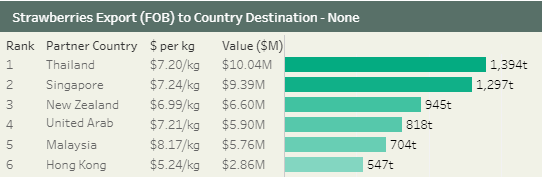 Strawberries Export (FOB) to Country Destination - None
Rank Partner Country $ per kg Value ($M)
1 Thailand $7.20/kg $10.04M 1,394t
2 Singapore $7.24/kg $9.39M 1,297t
3 New Zealand $6.99/kg $6.60M 945t
4 United Arab $7.21/kg $5.90M 818t
5 Malaysia $8.17/kg $5.76M 704t
6 Hong Kong $5.24/kg $2.86M 547t